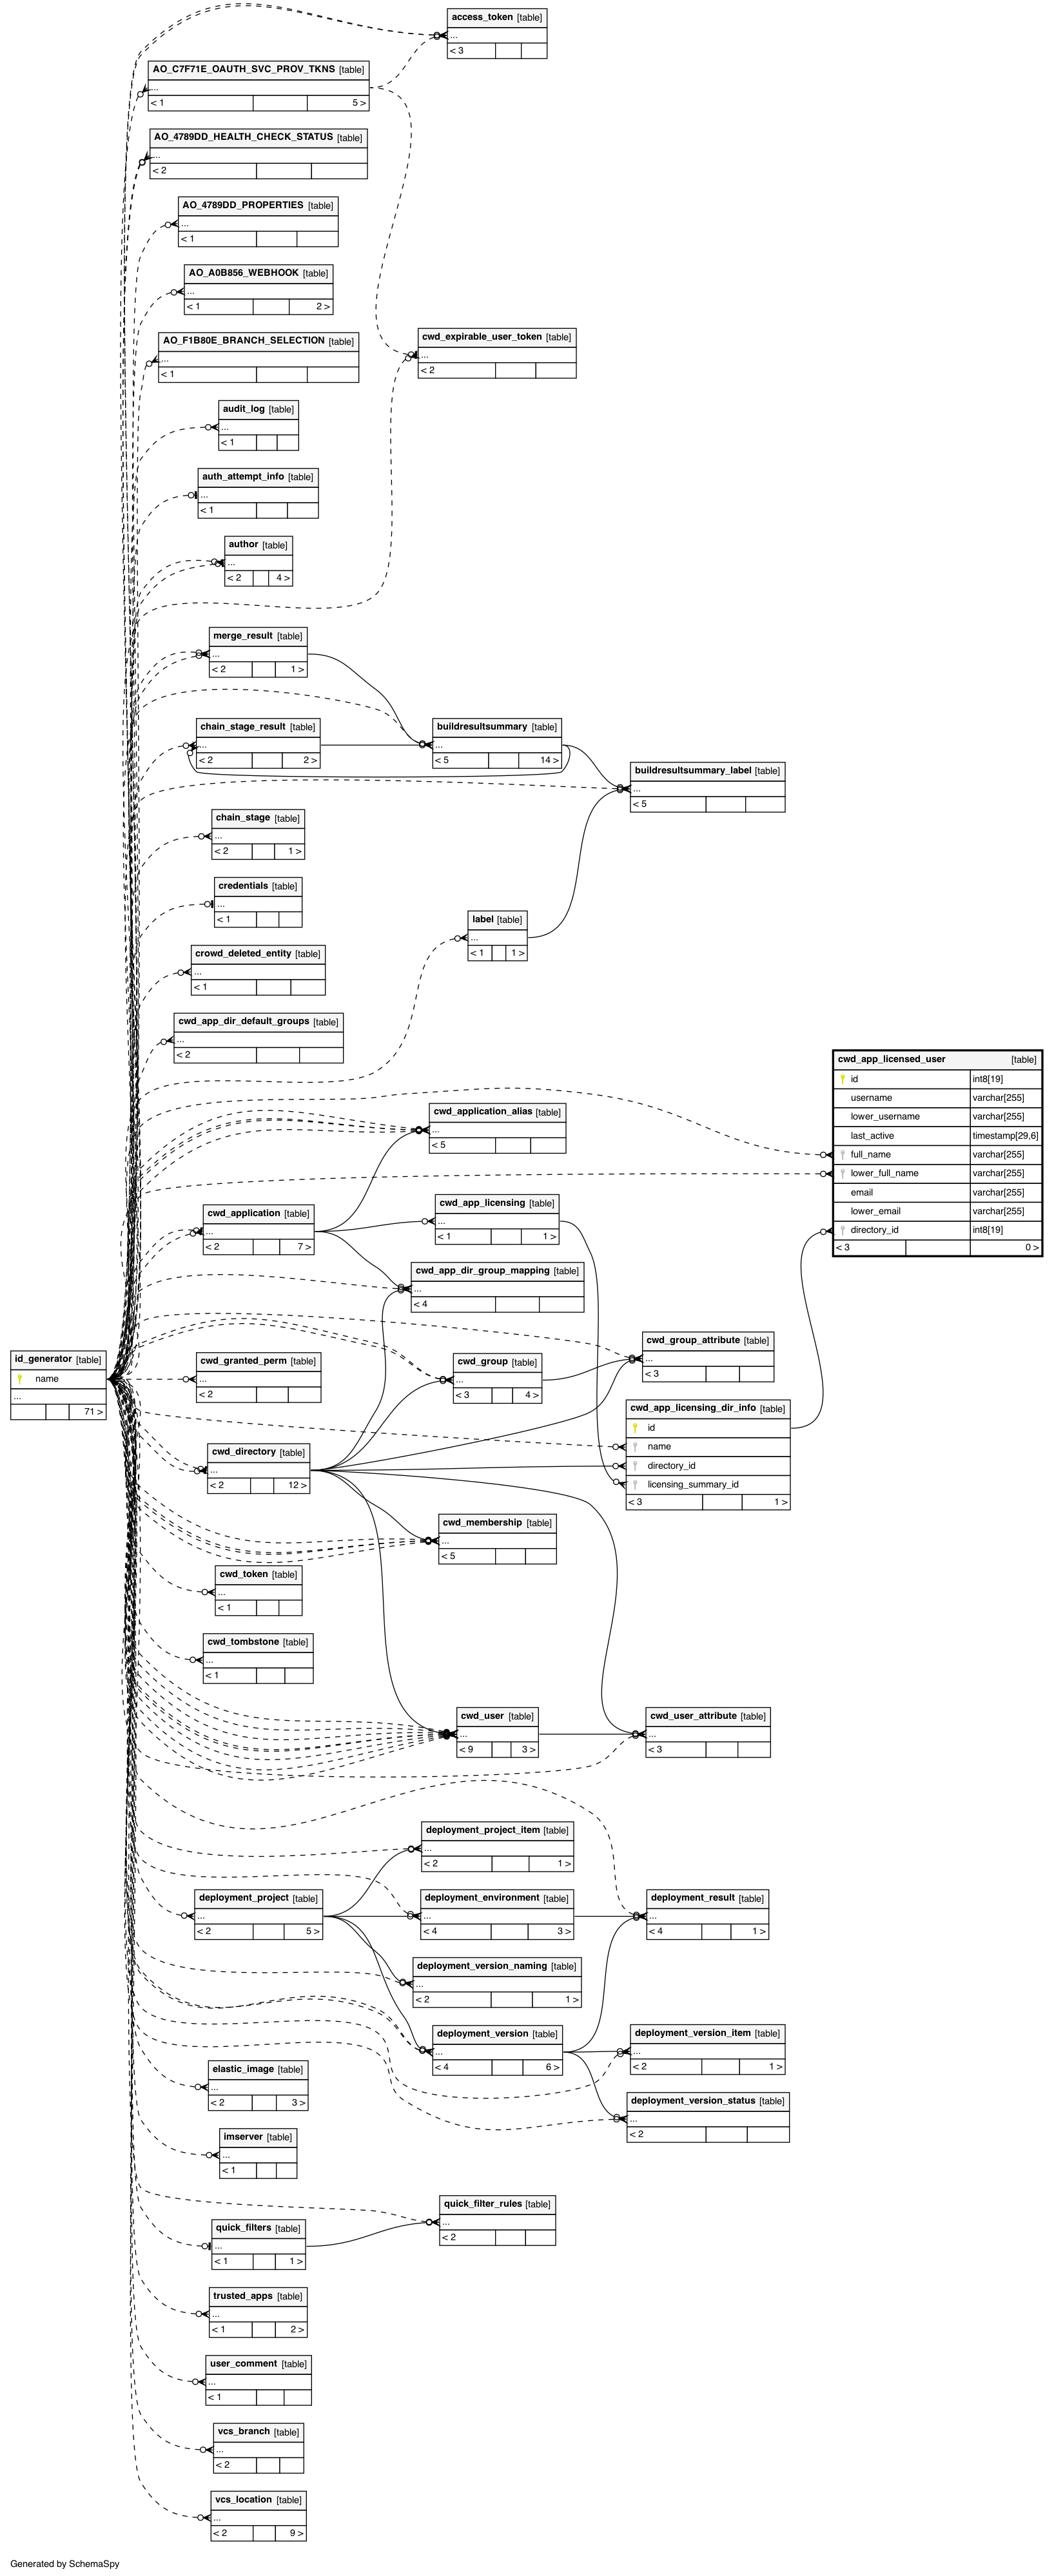 access_token [table]
...
< 3
AO_C7F71E_OAUTH_SVC_PROV_TKNS [table]
...
< 1 5 >
AO_4789DD_HEALTH_CHECK_STATUS [table]
...
< 2
AO_4789DD_PROPERTIES [table]
...
< 1
AO_A0B856_WEBHOOK [table]
...
< 1 2 >
AO_F1B80E_BRANCH_SELECTION [table]
...
< 1
cwd_expirable_user_token [table]
...
< 2
audit_log [table]
...
< 1
auth_attempt_info [table]
...
< 1
author [table]
...
< 2 4 >
merge_result [table]
...
< 2 1 >
chain_stage_result [table]
...
< 2 2 >
buildresultsummary [table]
...
< 5 14 >
buildresultsummary_label [table]
...
< 5
chain_stage [table]
...
< 2 1 >
credentials [table]
...
< 1
label [table]
...
< 1 1 >
crowd_deleted_entity [table]
...
< 1
cwd_app_dir_default_groups [table]
...
< 2
cwd_app_licensed_user [table]
id int8[19]
username varchar[255]
lower_username varchar[255]
last_active timestamp[29,6]
full_name varchar[255]
lower_full_name varchar[255]
email varchar[255]
lower_email varchar[255]
directory_id int8[19]
< 3 0 >
cwd_application_alias [table]
...
< 5
cwd_application [table]
...
< 2 7 >
cwd_app_licensing [table]
...
< 1 1 >
cwd_app_dir_group_mapping [table]
...
< 4
id_generator [table]
name
...
71 >
cwd_granted_perm [table]
...
< 2
cwd_group [table]
...
< 3 4 >
cwd_group_attribute [table]
...
< 3
cwd_app_licensing_dir_info [table]
id
name
directory_id
licensing_summary_id
< 3 1 >
cwd_directory [table]
...
< 2 12 >
cwd_membership [table]
...
< 5
cwd_token [table]
...
< 1
cwd_tombstone [table]
...
< 1
cwd_user [table]
...
< 9 3 >
cwd_user_attribute [table]
...
< 3
deployment_project_item [table]
...
< 2 1 >
deployment_project [table]
...
< 2 5 >
deployment_environment [table]
...
< 4 3 >
deployment_result [table]
...
< 4 1 >
deployment_version_naming [table]
...
< 2 1 >
deployment_version [table]
...
< 4 6 >
deployment_version_item [table]
...
< 2 1 >
elastic_image [table]
...
< 2 3 >
deployment_version_status [table]
...
< 2
imserver [table]
...
< 1
quick_filter_rules [table]
...
< 2
quick_filters [table]
...
< 1 1 >
trusted_apps [table]
...
< 1 2 >
user_comment [table]
...
< 1
vcs_branch [table]
...
< 2
vcs_location [table]
...
< 2 9 >
Generated by SchemaSpy